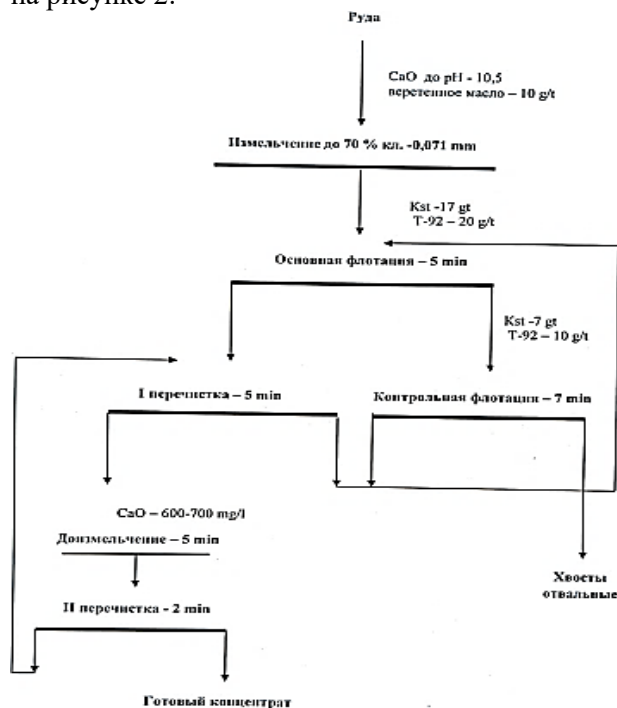 на рисунке 2.
Руда
CaO до pH - 10,5
веретенное масло – 10 g/t
Измельчение до 70 % кл. -0,071 mm
Kst -17 gt
T-92 – 20 g/t
Основная флотация – 5 min
Kst -7 gt
T-92 – 10 g/t
I перечистка – 5 min
Контрольная флотация – 7 min
CaO – 600-700 mg/l
Доизмельчение – 5 min
II перечистка - 2 min
Хвосты
отвальные
Готовый концентрат